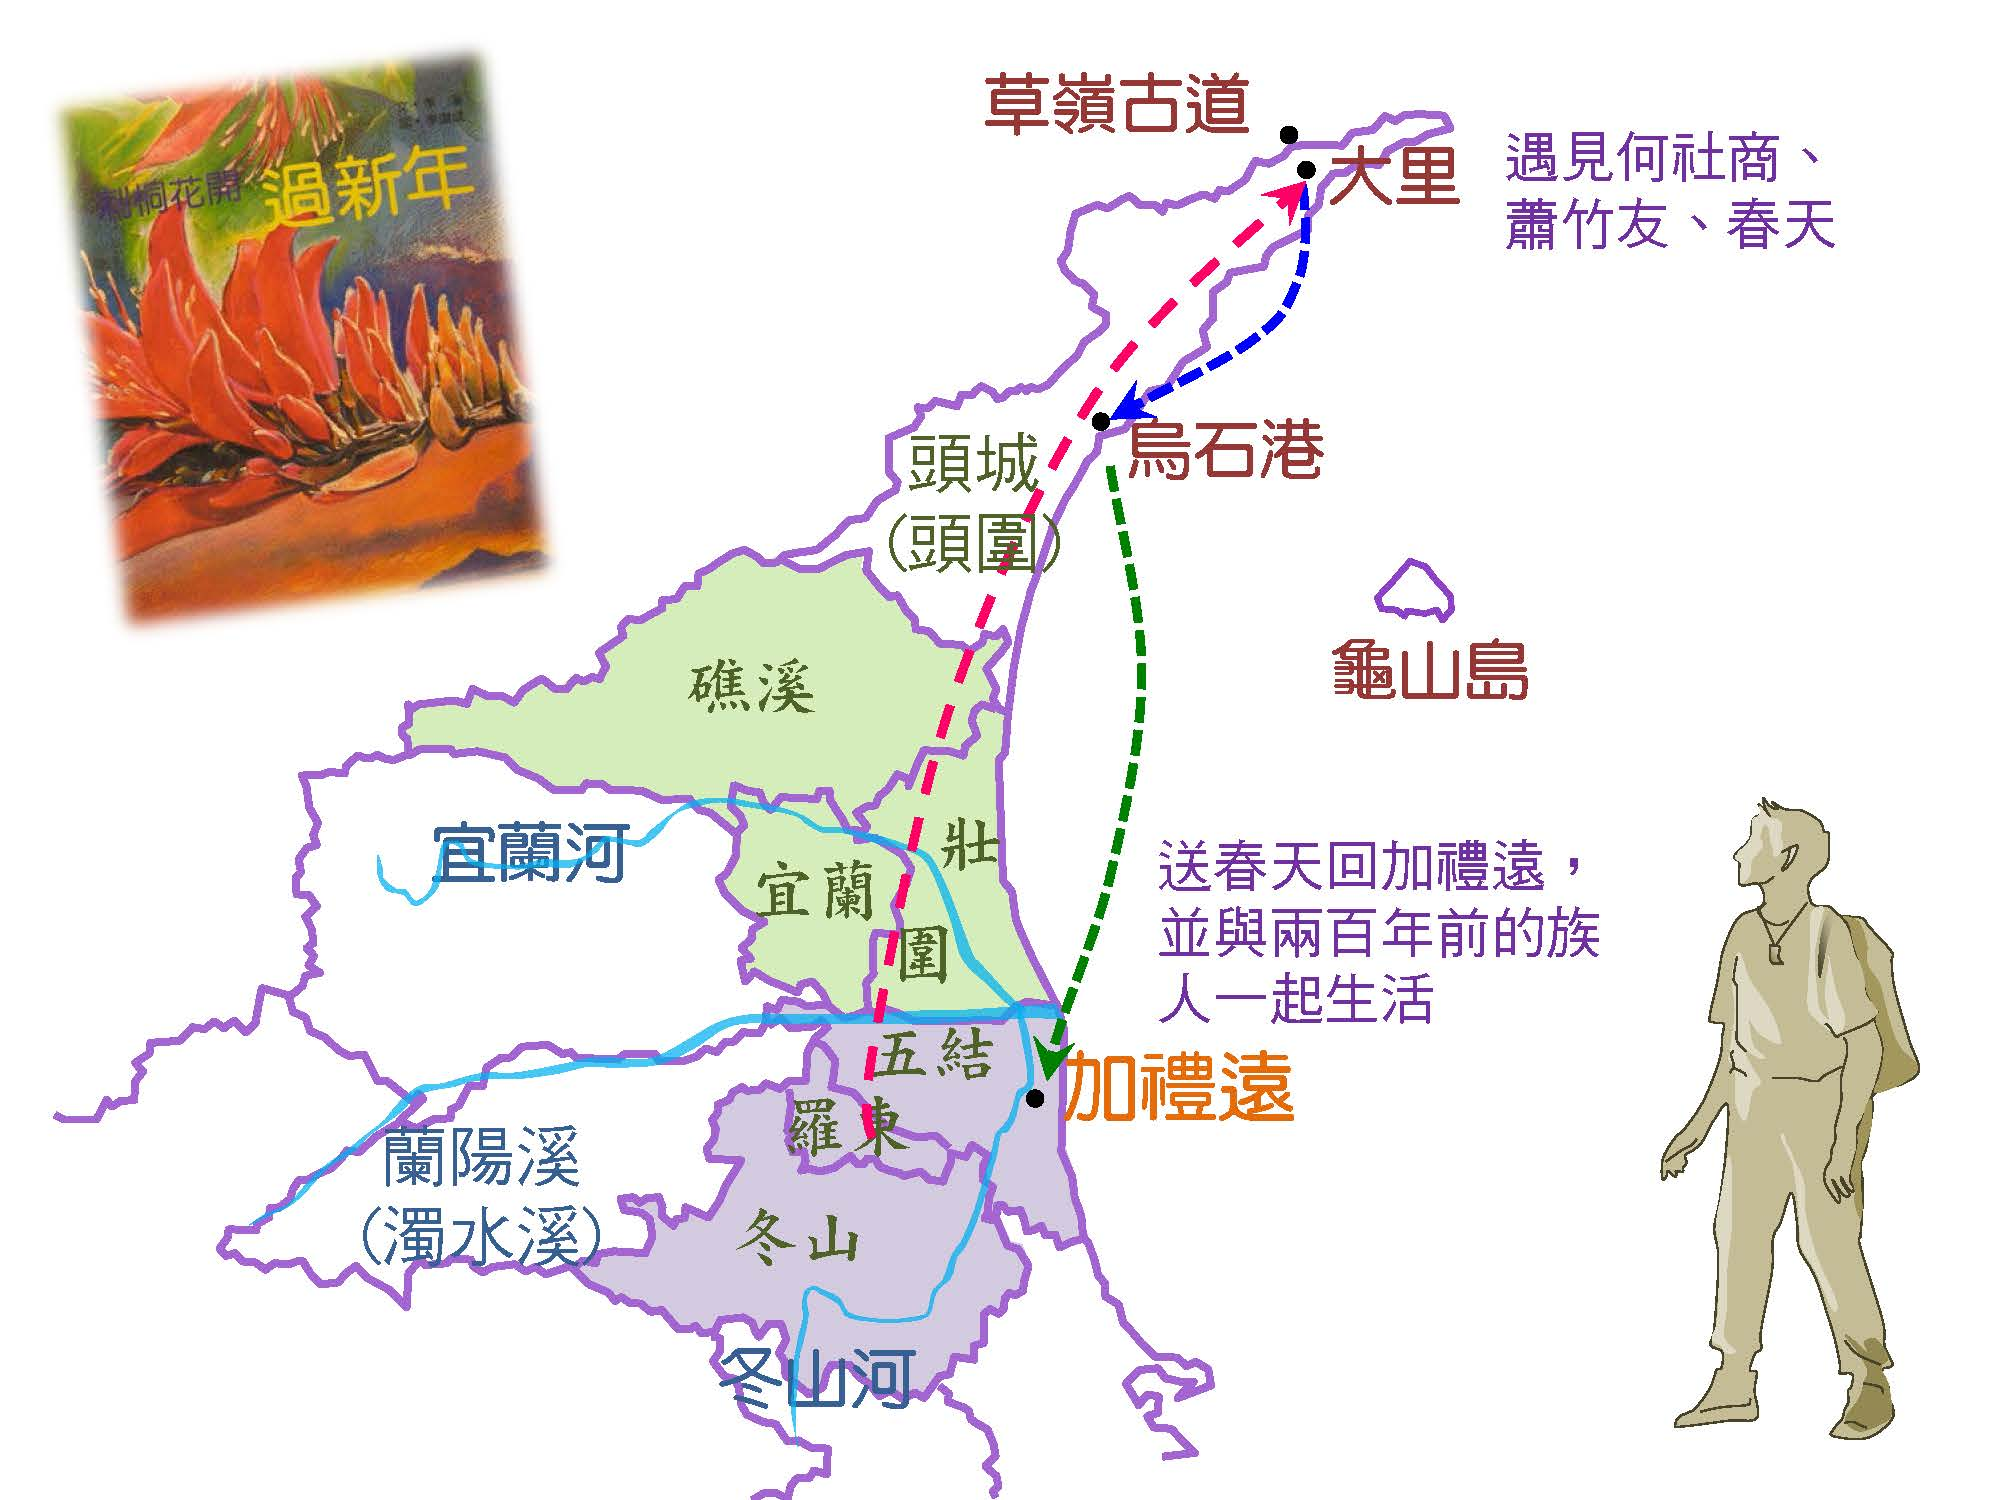 刺桐花開 過新年
草嶺古道
大里
遇見何社商、
蕭竹友、春天
烏石港
頭城
(頭圍)
龜山島
礁溪
宜蘭河
宜蘭
壯
圍
送春天回加禮遠，
並與兩百年前的族
人一起生活
五結
加禮遠
羅東
蘭陽溪
(濁水溪)
冬山
冬山河